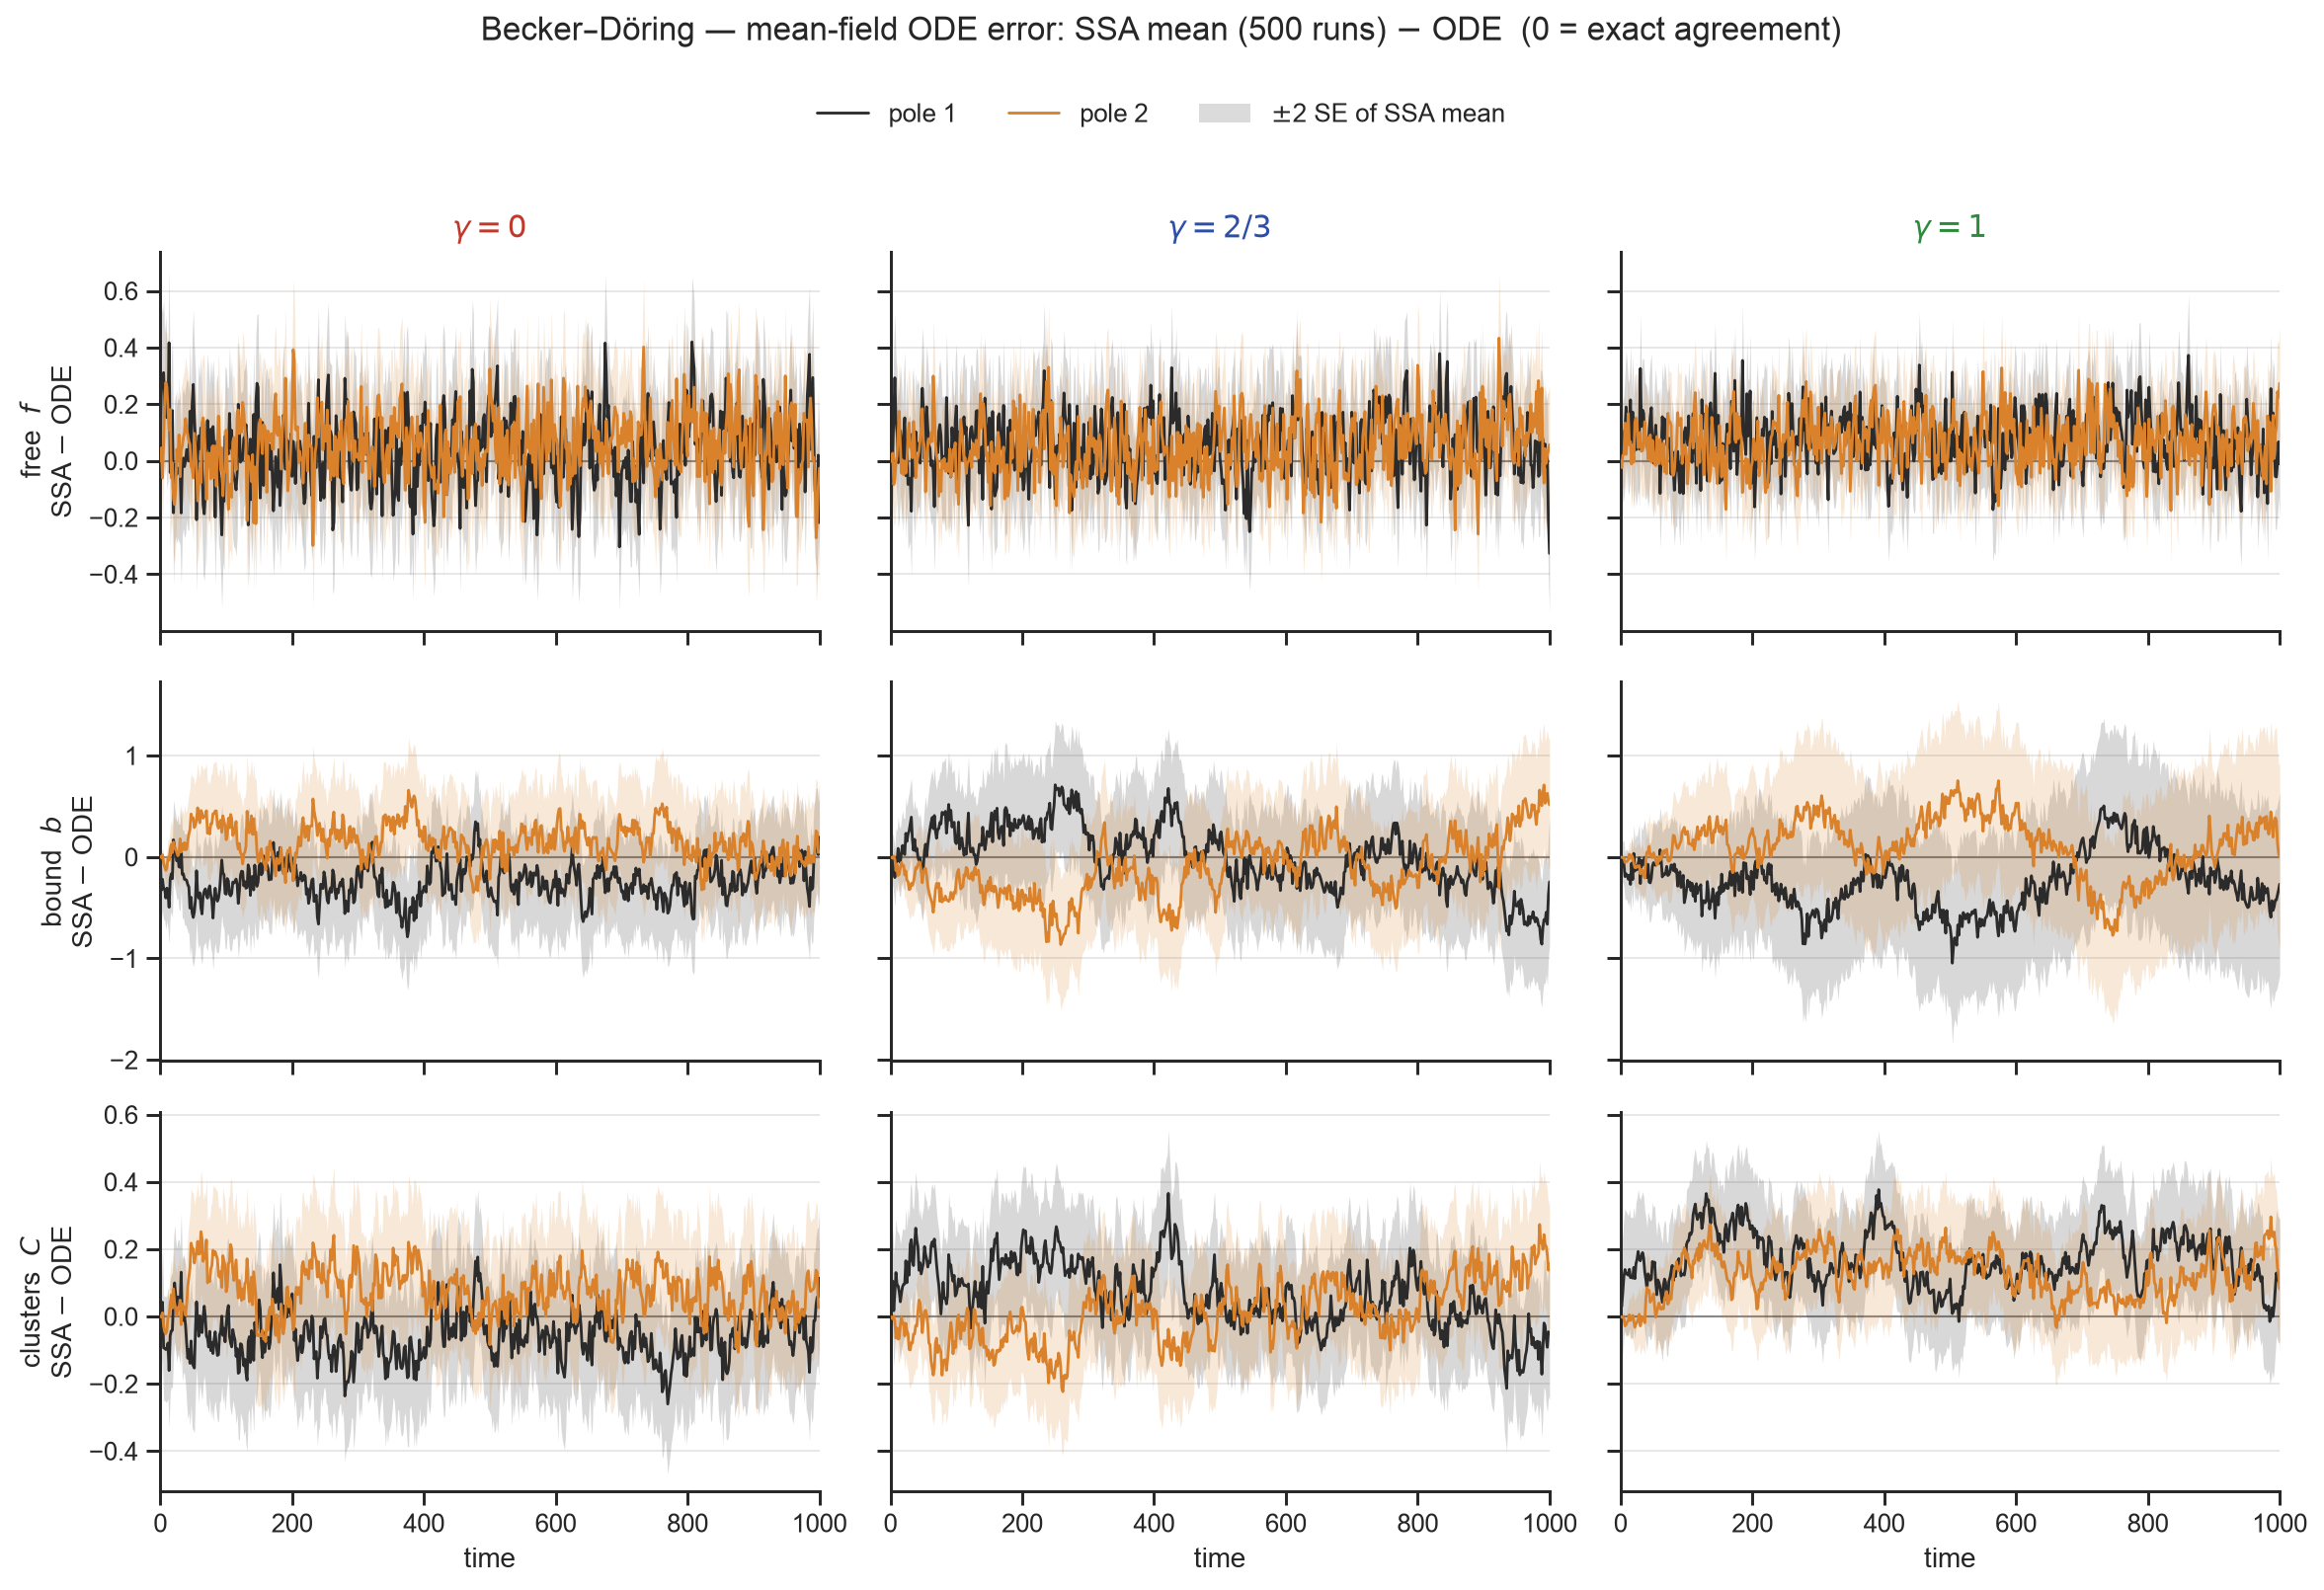 Becker–Döring — mean-field ODE error: SSA mean (500 runs) − ODE (0 = exact agreement)
pole 1 pole 2 ±2 SE of SSA mean
γ = 0 γ = 2/3 γ = 1
free f
SSA − ODE
0.6
0.4
0.2
0.0
−0.2
−0.4
bound b
SSA − ODE
1
0
−1
−2
clusters C
SSA − ODE
0.6
0.4
0.2
0.0
−0.2
−0.4
0 200 400 600 800 1000 0 200 400 600 800 1000 0 200 400 600 800 1000
time time time